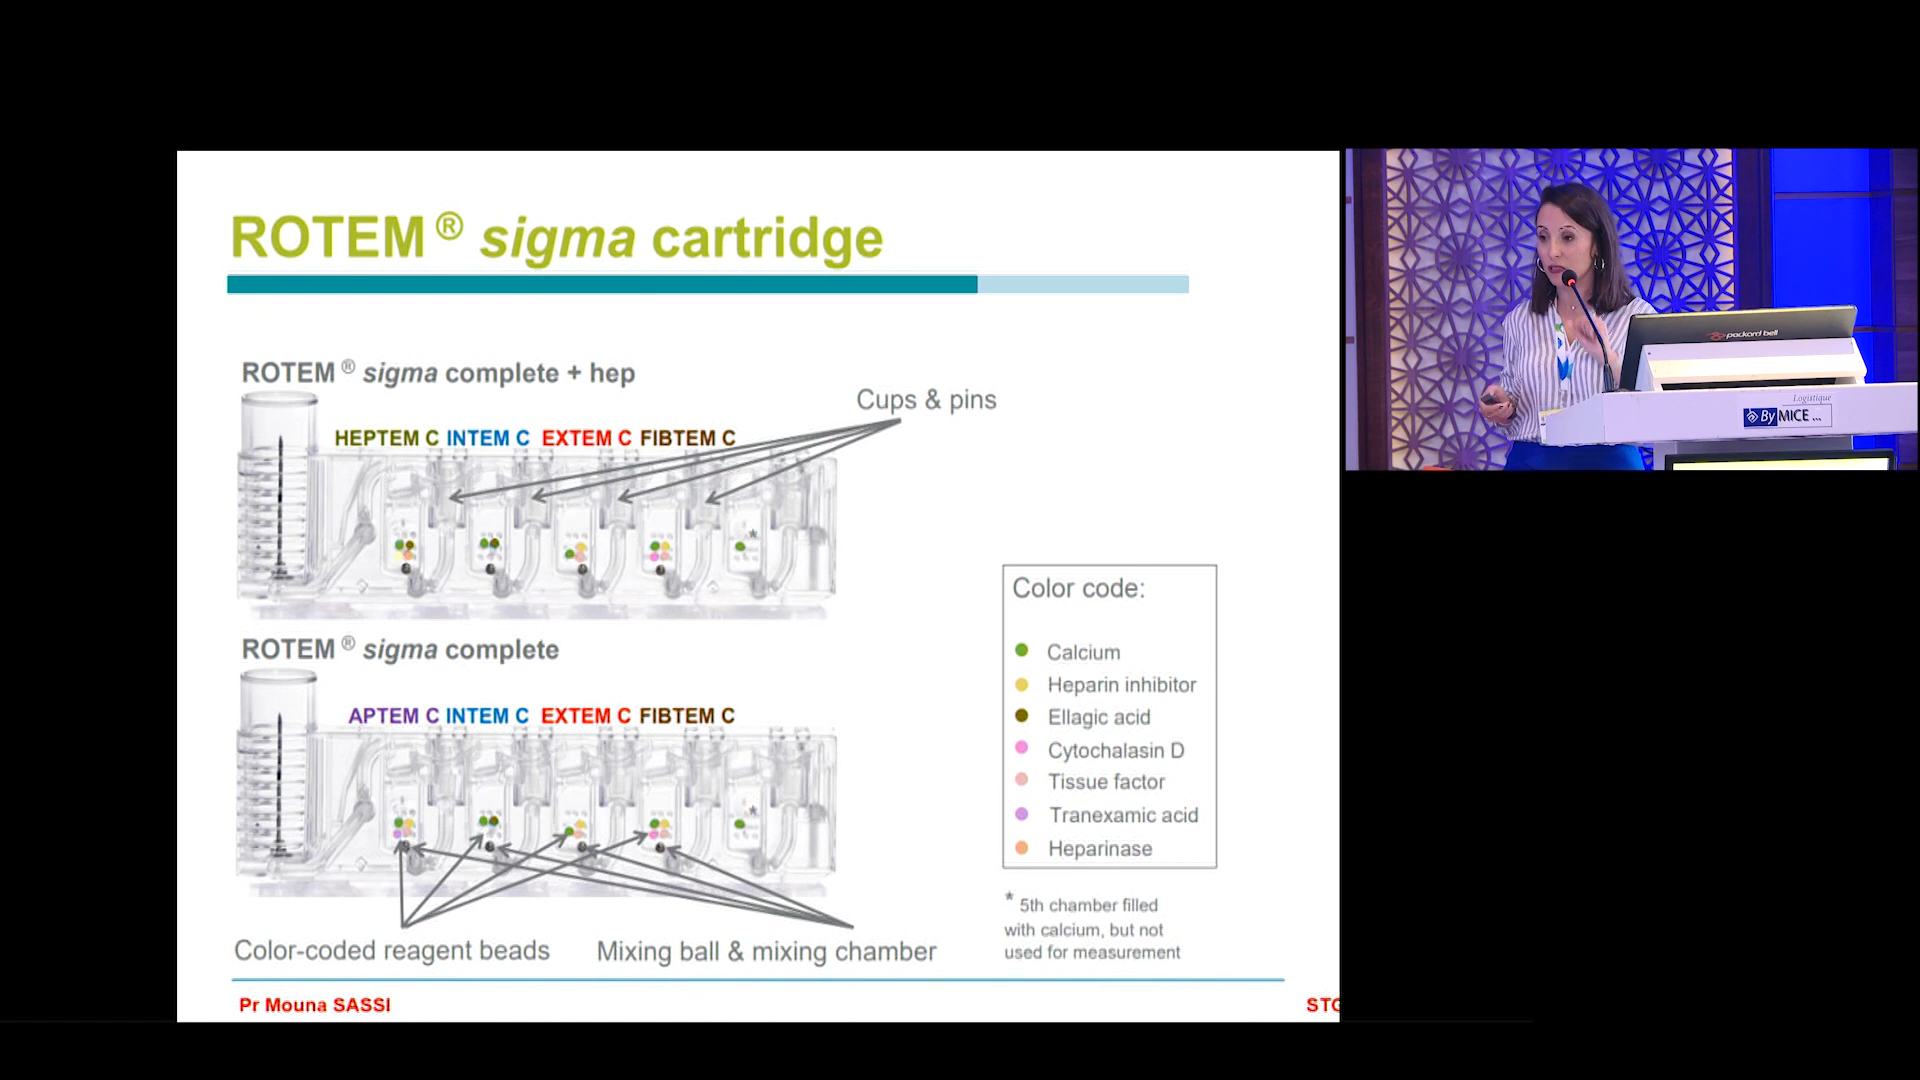 ROTEM® sigma cartridge
ROTEM® sigma complete + hep
Cups & pins
HEPTEM C INTEM C EXTEM C FIBTEM C
*
ROTEM® sigma complete
APTEM C INTEM C EXTEM C FIBTEM C
*
Color-coded reagent beads
Mixing ball & mixing chamber
Color code:
Calcium
Heparin inhibitor
Ellagic acid
Cytochalasin D
Tissue factor
Tranexamic acid
Heparinase
* 5th chamber filled
with calcium, but not
used for measurement
Pr Mouna SASSI
packard bell
Logistique
By MICE ...